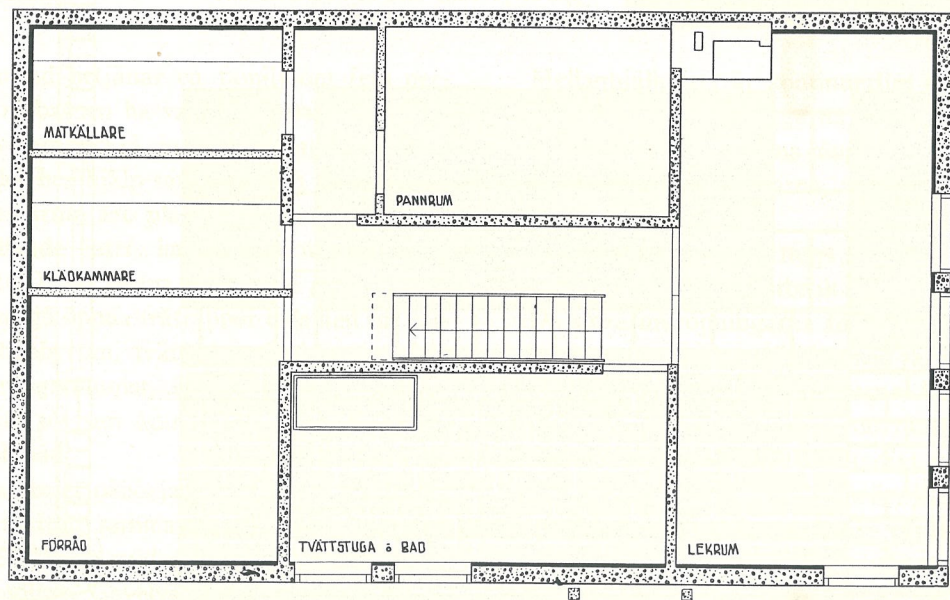 MATKÄLLARE
PANNRUM
KLÄDKAMMARE
FÖRRÅD
TVÄTTSTUGA å BAD
LEKRUM